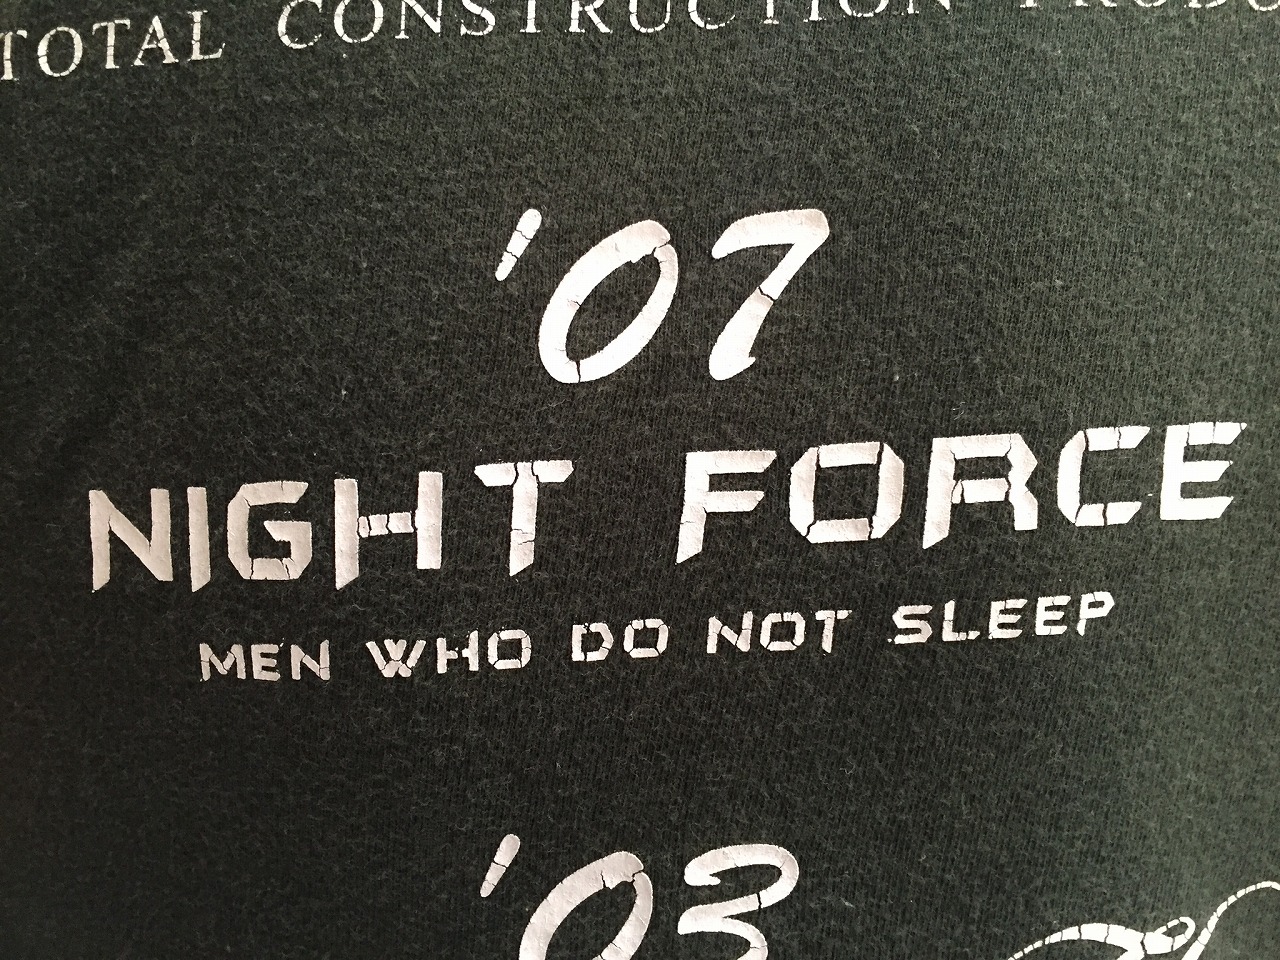 TOTAL CONSTRUCTION
'07
NIGHT FORCE
MEN WHO DO NOT SLEEP
'03